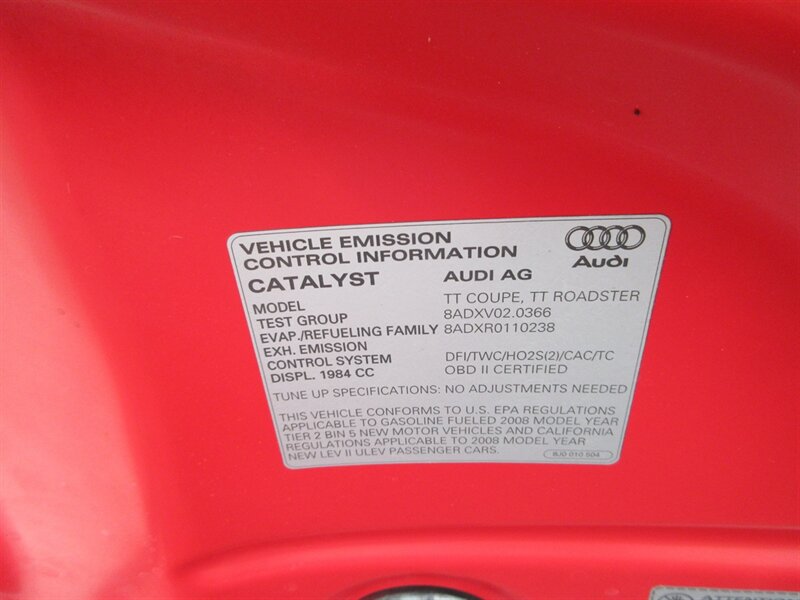 VEHICLE EMISSION
CONTROL INFORMATION
Audi
CATALYST AUDI AG
MODEL TT COUPE, TT ROADSTER
TEST GROUP 8ADXV02.0366
EVAP./REFUELING FAMILY 8ADXR0110238
EXH. EMISSION
CONTROL SYSTEM DFI/TWC/HO2S(2)/CAC/TC
DISPL. 1984 CC OBD II CERTIFIED
TUNE UP SPECIFICATIONS: NO ADJUSTMENTS NEEDED
THIS VEHICLE CONFORMS TO U.S. EPA REGULATIONS
APPLICABLE TO GASOLINE FUELED 2008 MODEL YEAR
TIER 2 BIN 5 NEW MOTOR VEHICLES AND CALIFORNIA
REGULATIONS APPLICABLE TO 2008 MODEL YEAR
NEW LEV II ULEV PASSENGER CARS.
8J0 010 504